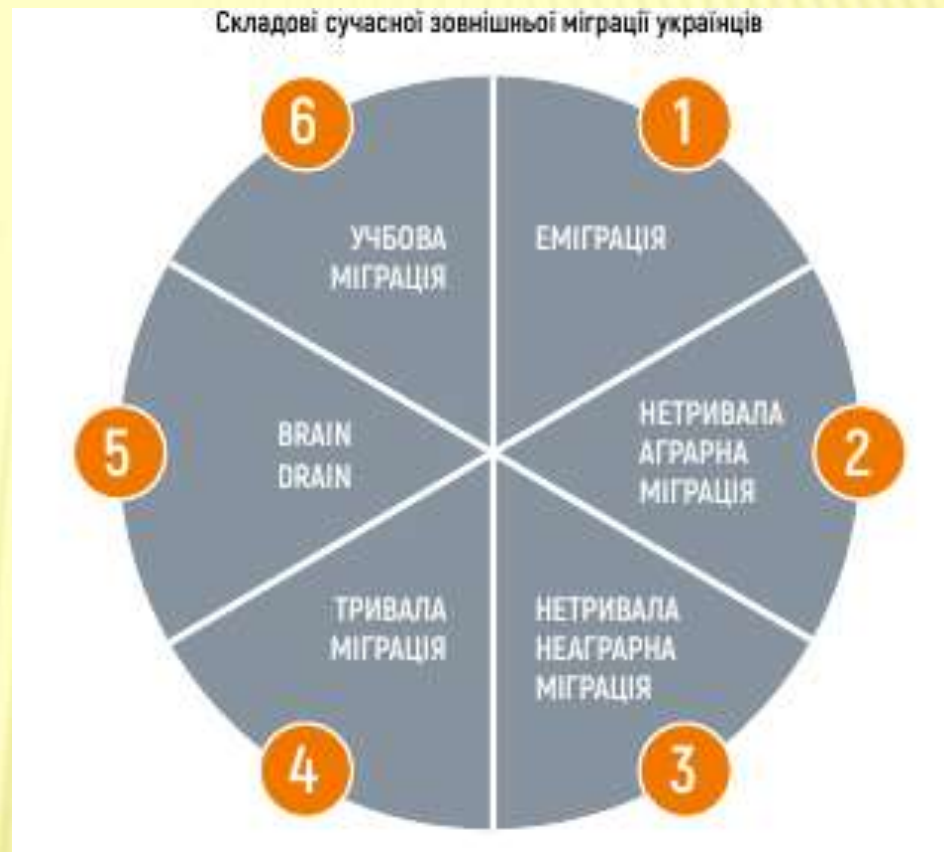 Складові сучасної зовнішньої міграції українців
1
ЕМІГРАЦІЯ
2
НЕТРИВАЛА
АГРАРНА
МІГРАЦІЯ
3
НЕТРИВАЛА
НЕАГРАРНА
МІГРАЦІЯ
4
ТРИВАЛА
МІГРАЦІЯ
5
BRAIN
DRAIN
6
УЧБОВА
МІГРАЦІЯ